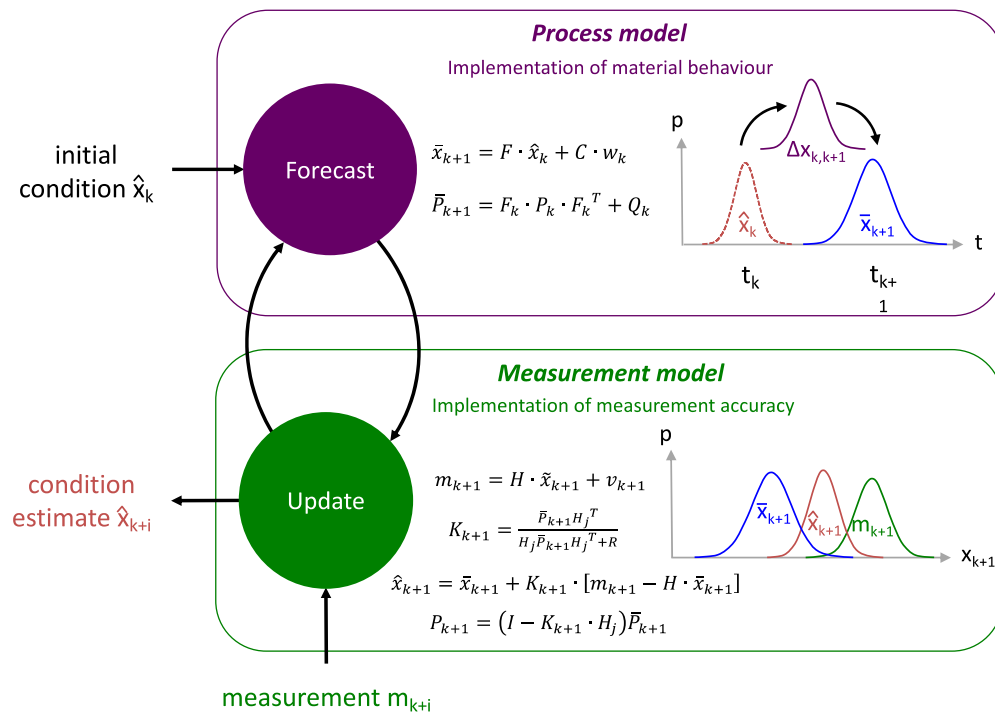 Process model
Implementation of material behaviour
initial
condition x̂ₖ
Forecast
x̄ₖ₊₁ = F · x̂ₖ + C · wₖ
P̄ₖ₊₁ = Fₖ · Pₖ · Fₖᵀ + Qₖ
p
Δxₖ,ₖ₊₁
x̂ₖ
x̄ₖ₊₁
t
tₖ
tₖ₊
1
Measurement model
Implementation of measurement accuracy
condition
estimate x̂ₖ₊ᵢ
Update
mₖ₊₁ = H · x̃ₖ₊₁ + vₖ₊₁
Kₖ₊₁ = P̄ₖ₊₁Hⱼᵀ / HⱼP̄ₖ₊₁Hⱼᵀ+R
x̂ₖ₊₁ = x̄ₖ₊₁ + Kₖ₊₁ · [mₖ₊₁ − H · x̄ₖ₊₁]
Pₖ₊₁ = (I − Kₖ₊₁ · Hⱼ)P̄ₖ₊₁
p
x̄ₖ₊₁
x̂ₖ₊₁
mₖ₊₁
xₖ₊₁
measurement mₖ₊ᵢ